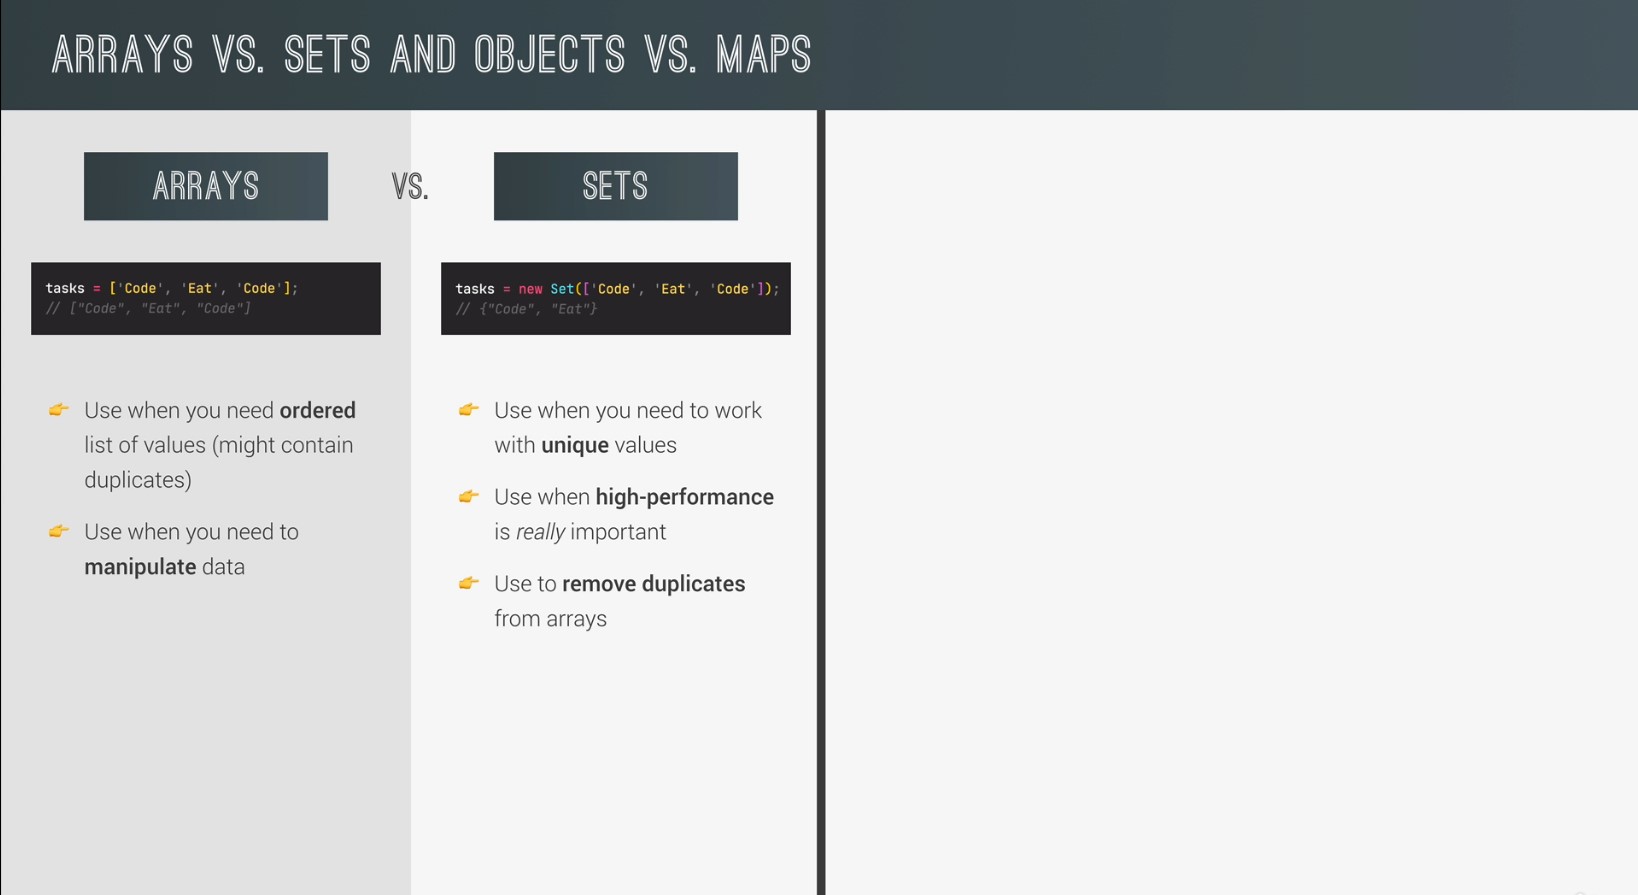 ARRAYS VS. SETS AND OBJECTS VS. MAPS
ARRAYS
VS.
SETS
tasks = ['Code', 'Eat', 'Code'];
// ["Code", "Eat", "Code"]
Use when you need ordered
list of values (might contain
duplicates)
Use when you need to
manipulate data
tasks = new Set(['Code', 'Eat', 'Code']);
// {"Code", "Eat"}
Use when you need to work
with unique values
Use when high-performance
is really important
Use to remove duplicates
from arrays